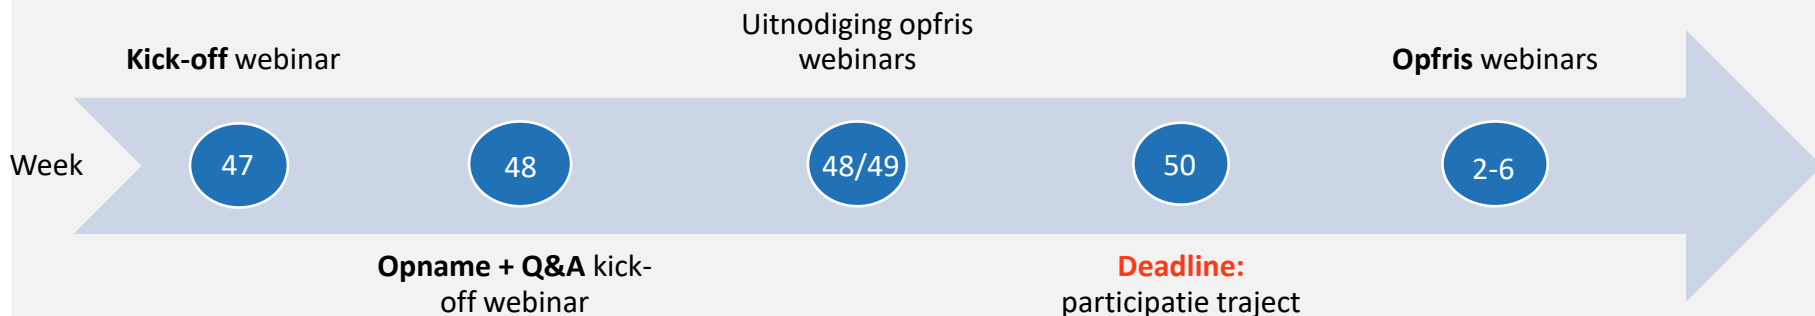 Uitnodiging opfris
webinars
Kick-off webinar
Opfris webinars
Week
47
48
48/49
50
2-6
Opname + Q&A kick-
off webinar
Deadline:
participatie traject